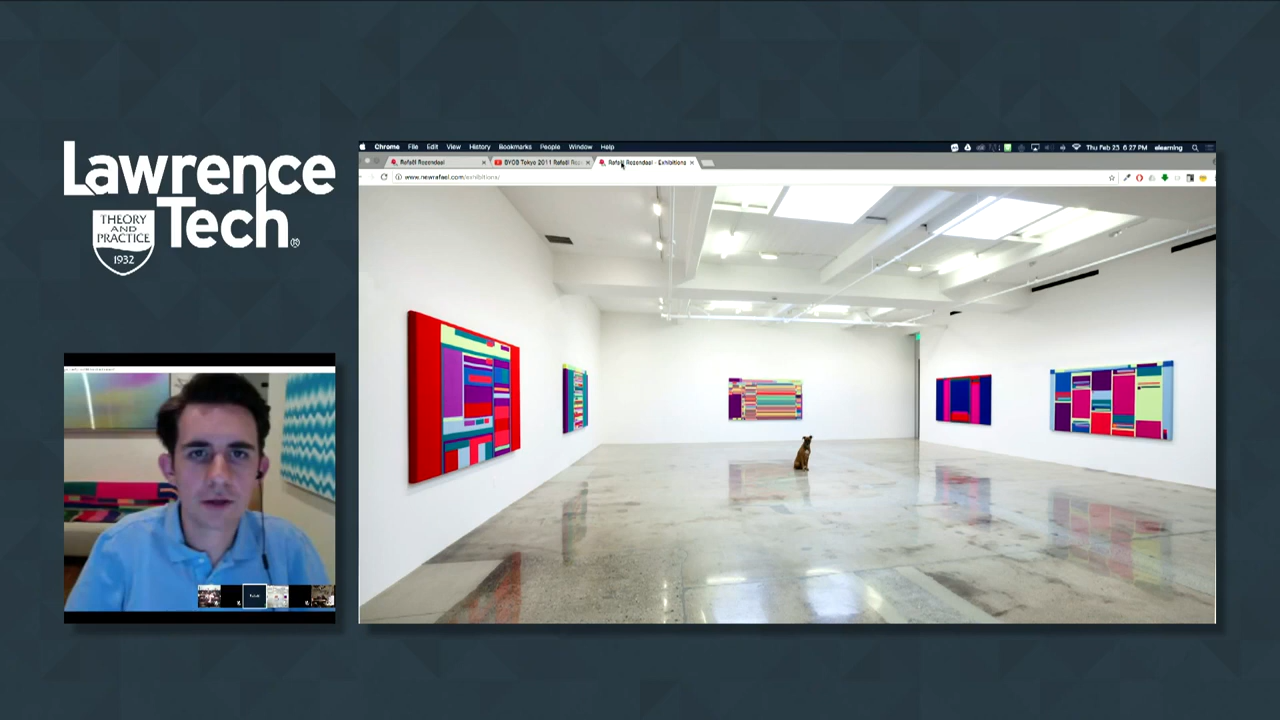 Lawrence
Tech®
THEORY
AND
PRACTICE
1932
Chrome File Edit View History Bookmarks People Window Help
Thu Feb 23 6:27 PM elearning
Rafaël Rozendaal
BYOB Tokyo 2011 Rafaël Roz
Rafaël Rozendaal - Exhibitions
www.newrafael.com/exhibitions/